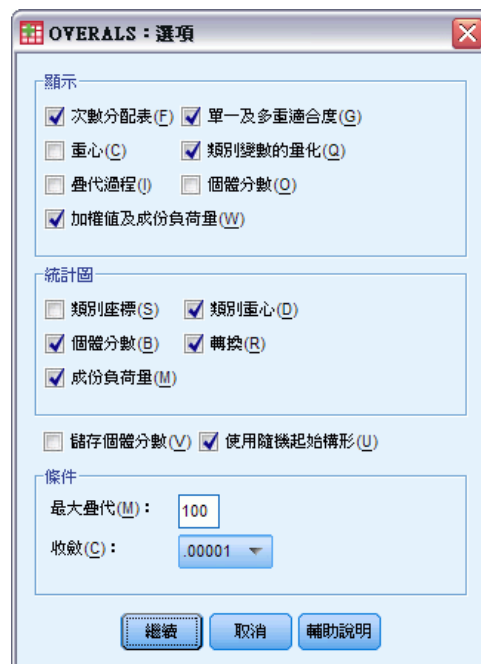 OVERALS：選項
顯示
次數分配表(F) 單一及多重適合度(G)
重心(C) 類別變數的量化(Q)
疊代過程(I) 個體分數(O)
加權值及成份負荷量(W)
統計圖
類別座標(S) 類別重心(D)
個體分數(B) 轉換(R)
成份負荷量(M)
儲存個體分數(V) 使用隨機起始構形(U)
條件
最大疊代(M)： 100
收斂(C)： .00001
繼續 取消 輔助說明